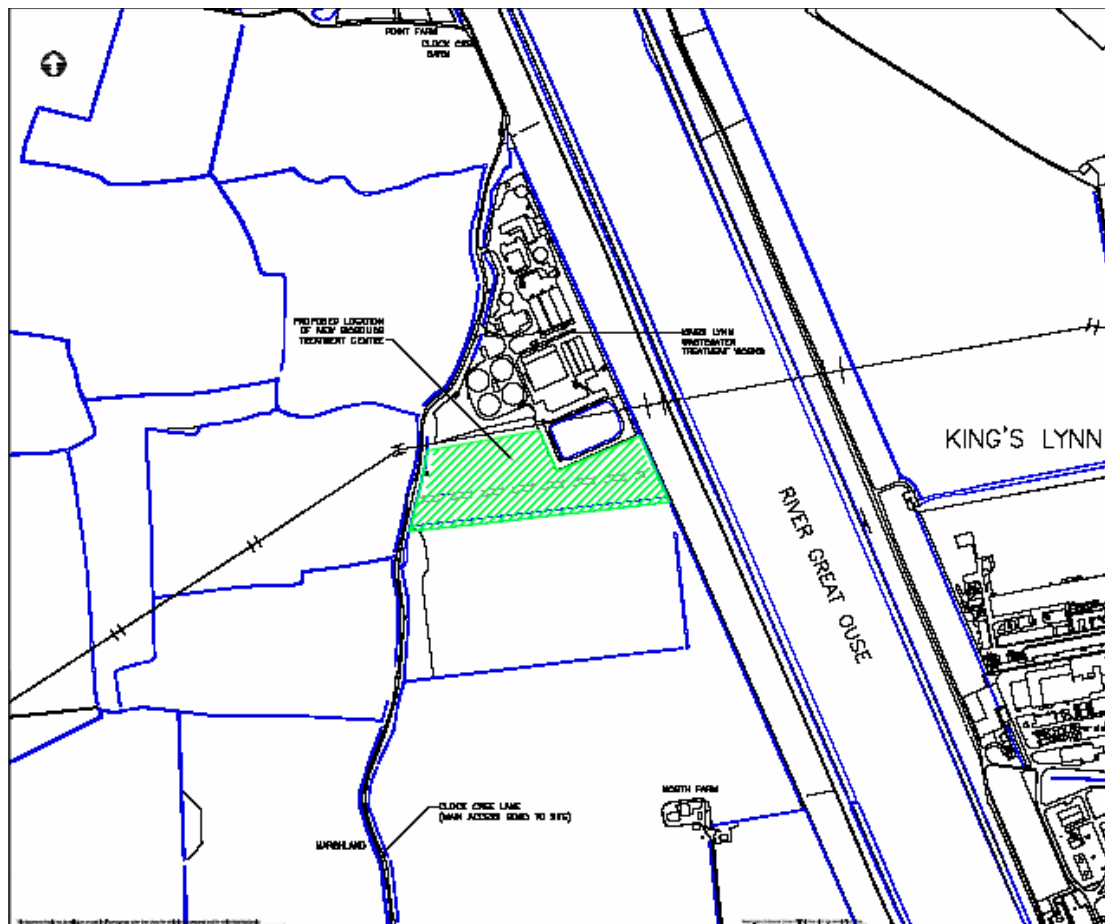 POINT FARM
CLOCK CASE
BARN
PROPOSED LOCATION
OF NEW BIOSOLIDS
TREATMENT CENTRE
KINGS LYNN
WASTEWATER
TREATMENT WORKS
KING'S LYNN
RIVER GREAT OUSE
NORTH FARM
CLOCK CASE LANE
(MAIN ACCESS ROAD TO SITE)
MARSHLAND